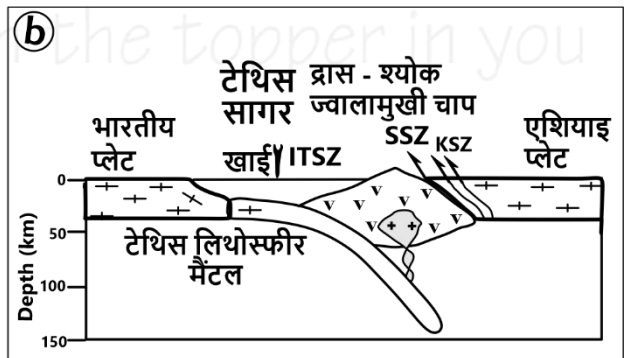 b
n the topper in you
टेथिस
सागर
द्रास - श्योक
ज्वालामुखी चाप
भारतीय
प्लेट
खाई
ITSZ
SSZ
KSZ
एशियाइ
प्लेट
टेथिस लिथोस्फीर
मैंटल
Depth (km)
0
50
100
150